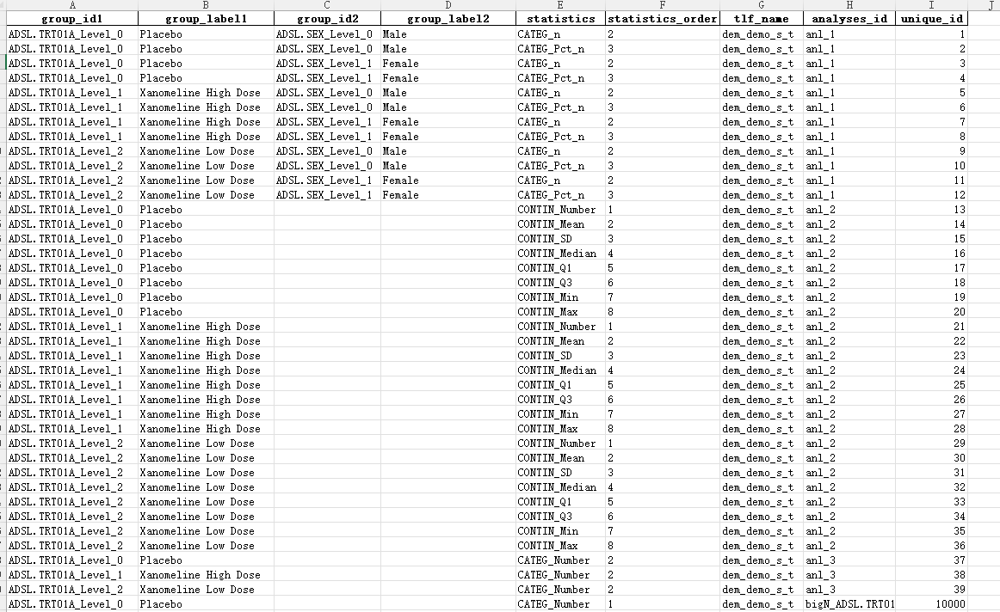 A B C D E F G H I J
group_id1 group_label1 group_id2 group_label2 statistics statistics_order tlf_name analyses_id unique_id
ADSL.TRT01A_Level_0 Placebo ADSL.SEX_Level_0 Male CATEG_n 2 dem_demo_s_t anl_1 1
ADSL.TRT01A_Level_0 Placebo ADSL.SEX_Level_0 Male CATEG_Pct_n 3 dem_demo_s_t anl_1 2
ADSL.TRT01A_Level_0 Placebo ADSL.SEX_Level_1 Female CATEG_n 2 dem_demo_s_t anl_1 3
ADSL.TRT01A_Level_0 Placebo ADSL.SEX_Level_1 Female CATEG_Pct_n 3 dem_demo_s_t anl_1 4
ADSL.TRT01A_Level_1 Xanomeline High Dose ADSL.SEX_Level_0 Male CATEG_n 2 dem_demo_s_t anl_1 5
ADSL.TRT01A_Level_1 Xanomeline High Dose ADSL.SEX_Level_0 Male CATEG_Pct_n 3 dem_demo_s_t anl_1 6
ADSL.TRT01A_Level_1 Xanomeline High Dose ADSL.SEX_Level_1 Female CATEG_n 2 dem_demo_s_t anl_1 7
ADSL.TRT01A_Level_1 Xanomeline High Dose ADSL.SEX_Level_1 Female CATEG_Pct_n 3 dem_demo_s_t anl_1 8
ADSL.TRT01A_Level_2 Xanomeline Low Dose ADSL.SEX_Level_0 Male CATEG_n 2 dem_demo_s_t anl_1 9
ADSL.TRT01A_Level_2 Xanomeline Low Dose ADSL.SEX_Level_0 Male CATEG_Pct_n 3 dem_demo_s_t anl_1 10
ADSL.TRT01A_Level_2 Xanomeline Low Dose ADSL.SEX_Level_1 Female CATEG_n 2 dem_demo_s_t anl_1 11
ADSL.TRT01A_Level_2 Xanomeline Low Dose ADSL.SEX_Level_1 Female CATEG_Pct_n 3 dem_demo_s_t anl_1 12
ADSL.TRT01A_Level_0 Placebo CONTIN_Number 1 dem_demo_s_t anl_2 13
ADSL.TRT01A_Level_0 Placebo CONTIN_Mean 2 dem_demo_s_t anl_2 14
ADSL.TRT01A_Level_0 Placebo CONTIN_SD 3 dem_demo_s_t anl_2 15
ADSL.TRT01A_Level_0 Placebo CONTIN_Median 4 dem_demo_s_t anl_2 16
ADSL.TRT01A_Level_0 Placebo CONTIN_Q1 5 dem_demo_s_t anl_2 17
ADSL.TRT01A_Level_0 Placebo CONTIN_Q3 6 dem_demo_s_t anl_2 18
ADSL.TRT01A_Level_0 Placebo CONTIN_Min 7 dem_demo_s_t anl_2 19
ADSL.TRT01A_Level_0 Placebo CONTIN_Max 8 dem_demo_s_t anl_2 20
ADSL.TRT01A_Level_1 Xanomeline High Dose CONTIN_Number 1 dem_demo_s_t anl_2 21
ADSL.TRT01A_Level_1 Xanomeline High Dose CONTIN_Mean 2 dem_demo_s_t anl_2 22
ADSL.TRT01A_Level_1 Xanomeline High Dose CONTIN_SD 3 dem_demo_s_t anl_2 23
ADSL.TRT01A_Level_1 Xanomeline High Dose CONTIN_Median 4 dem_demo_s_t anl_2 24
ADSL.TRT01A_Level_1 Xanomeline High Dose CONTIN_Q1 5 dem_demo_s_t anl_2 25
ADSL.TRT01A_Level_1 Xanomeline High Dose CONTIN_Q3 6 dem_demo_s_t anl_2 26
ADSL.TRT01A_Level_1 Xanomeline High Dose CONTIN_Min 7 dem_demo_s_t anl_2 27
ADSL.TRT01A_Level_1 Xanomeline High Dose CONTIN_Max 8 dem_demo_s_t anl_2 28
ADSL.TRT01A_Level_2 Xanomeline Low Dose CONTIN_Number 1 dem_demo_s_t anl_2 29
ADSL.TRT01A_Level_2 Xanomeline Low Dose CONTIN_Mean 2 dem_demo_s_t anl_2 30
ADSL.TRT01A_Level_2 Xanomeline Low Dose CONTIN_SD 3 dem_demo_s_t anl_2 31
ADSL.TRT01A_Level_2 Xanomeline Low Dose CONTIN_Median 4 dem_demo_s_t anl_2 32
ADSL.TRT01A_Level_2 Xanomeline Low Dose CONTIN_Q1 5 dem_demo_s_t anl_2 33
ADSL.TRT01A_Level_2 Xanomeline Low Dose CONTIN_Q3 6 dem_demo_s_t anl_2 34
ADSL.TRT01A_Level_2 Xanomeline Low Dose CONTIN_Min 7 dem_demo_s_t anl_2 35
ADSL.TRT01A_Level_2 Xanomeline Low Dose CONTIN_Max 8 dem_demo_s_t anl_2 36
ADSL.TRT01A_Level_0 Placebo CATEG_Number 2 dem_demo_s_t anl_3 37
ADSL.TRT01A_Level_1 Xanomeline High Dose CATEG_Number 2 dem_demo_s_t anl_3 38
ADSL.TRT01A_Level_2 Xanomeline Low Dose CATEG_Number 2 dem_demo_s_t anl_3 39
ADSL.TRT01A_Level_0 Placebo CATEG_Number 1 dem_demo_s_t bigN_ADSL.TRT01 10000